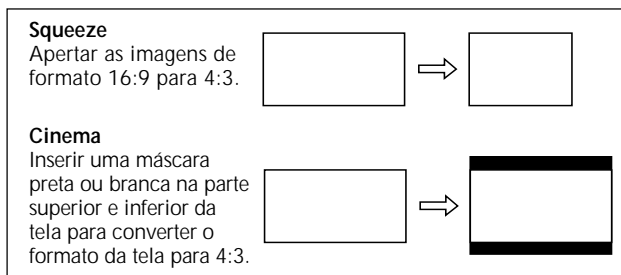 Squeeze
Apertar as imagens de
formato 16:9 para 4:3.
Cinema
Inserir uma máscara
preta ou branca na parte
superior e inferior da
tela para converter o
formato da tela para 4:3.